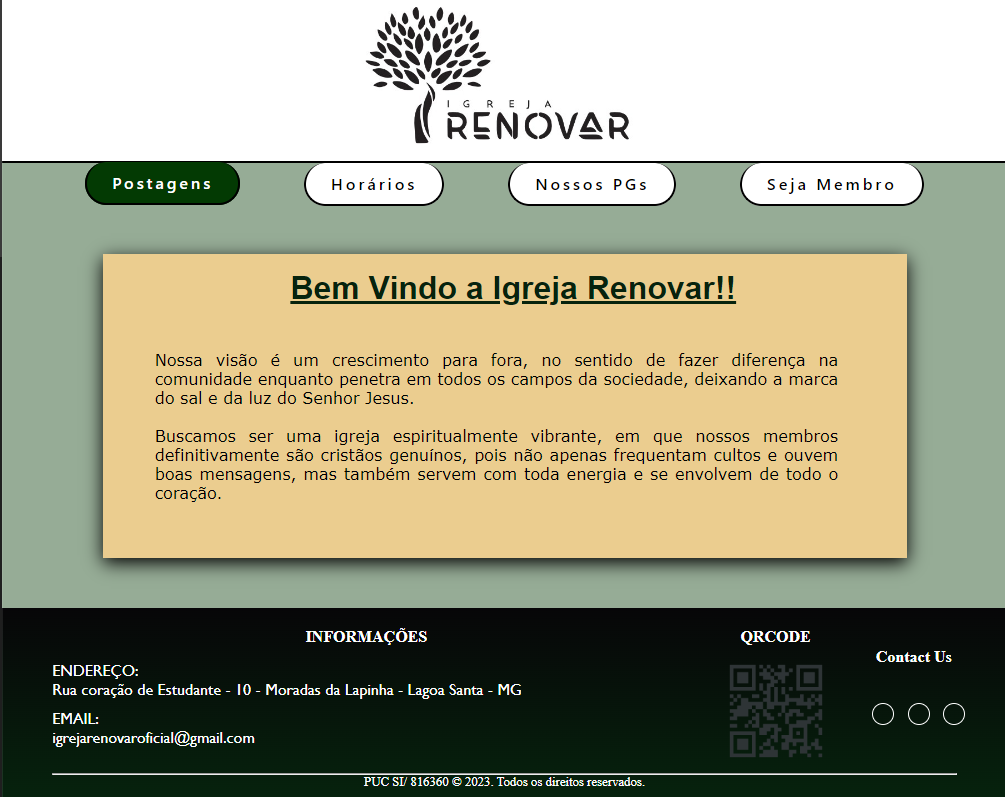 IGREJA
RENOVAR
Postagens
Horários
Nossos PGs
Seja Membro
Bem Vindo a Igreja Renovar!!
Nossa visão é um crescimento para fora, no sentido de fazer diferença na
comunidade enquanto penetra em todos os campos da sociedade, deixando a marca
do sal e da luz do Senhor Jesus.
Buscamos ser uma igreja espiritualmente vibrante, em que nossos membros
definitivamente são cristãos genuínos, pois não apenas frequentam cultos e ouvem
boas mensagens, mas também servem com toda energia e se envolvem de todo o
coração.
INFORMAÇÕES
ENDEREÇO:
Rua coração de Estudante - 10 - Moradas da Lapinha - Lagoa Santa - MG
EMAIL:
igrejarenovaroficial@gmail.com
QRCODE
Contact Us
PUC SI/ 816360 © 2023. Todos os direitos reservados.